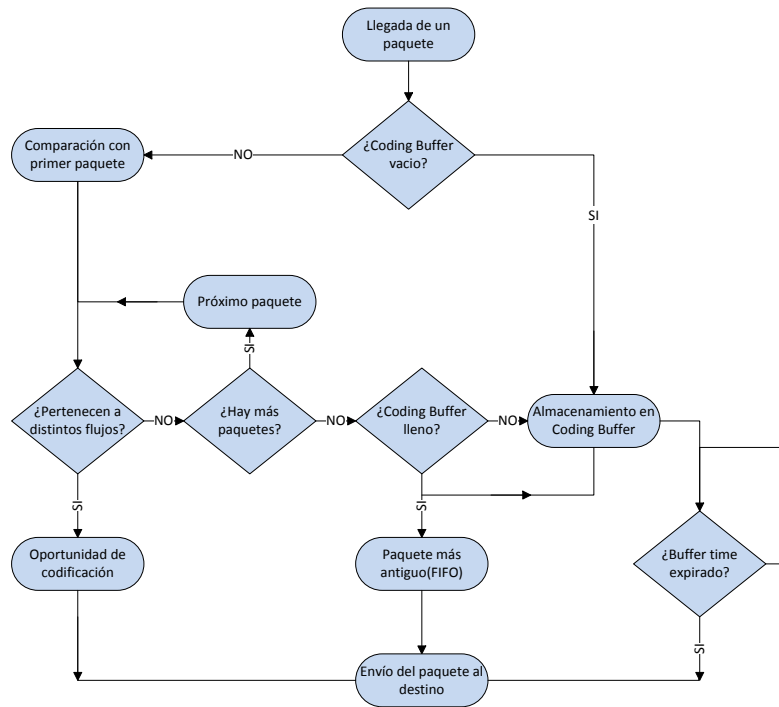 Llegada de un
paquete
¿Coding Buffer
vacio?
NO
Comparación con
primer paquete
SI
Próximo paquete
SI
¿Pertenecen a
distintos flujos?
NO
¿Hay más
paquetes?
NO
¿Coding Buffer
lleno?
NO
Almacenamiento en
Coding Buffer
SI
SI
Oportunidad de
codificación
Paquete más
antiguo(FIFO)
¿Buffer time
expirado?
SI
Envío del paquete al
destino